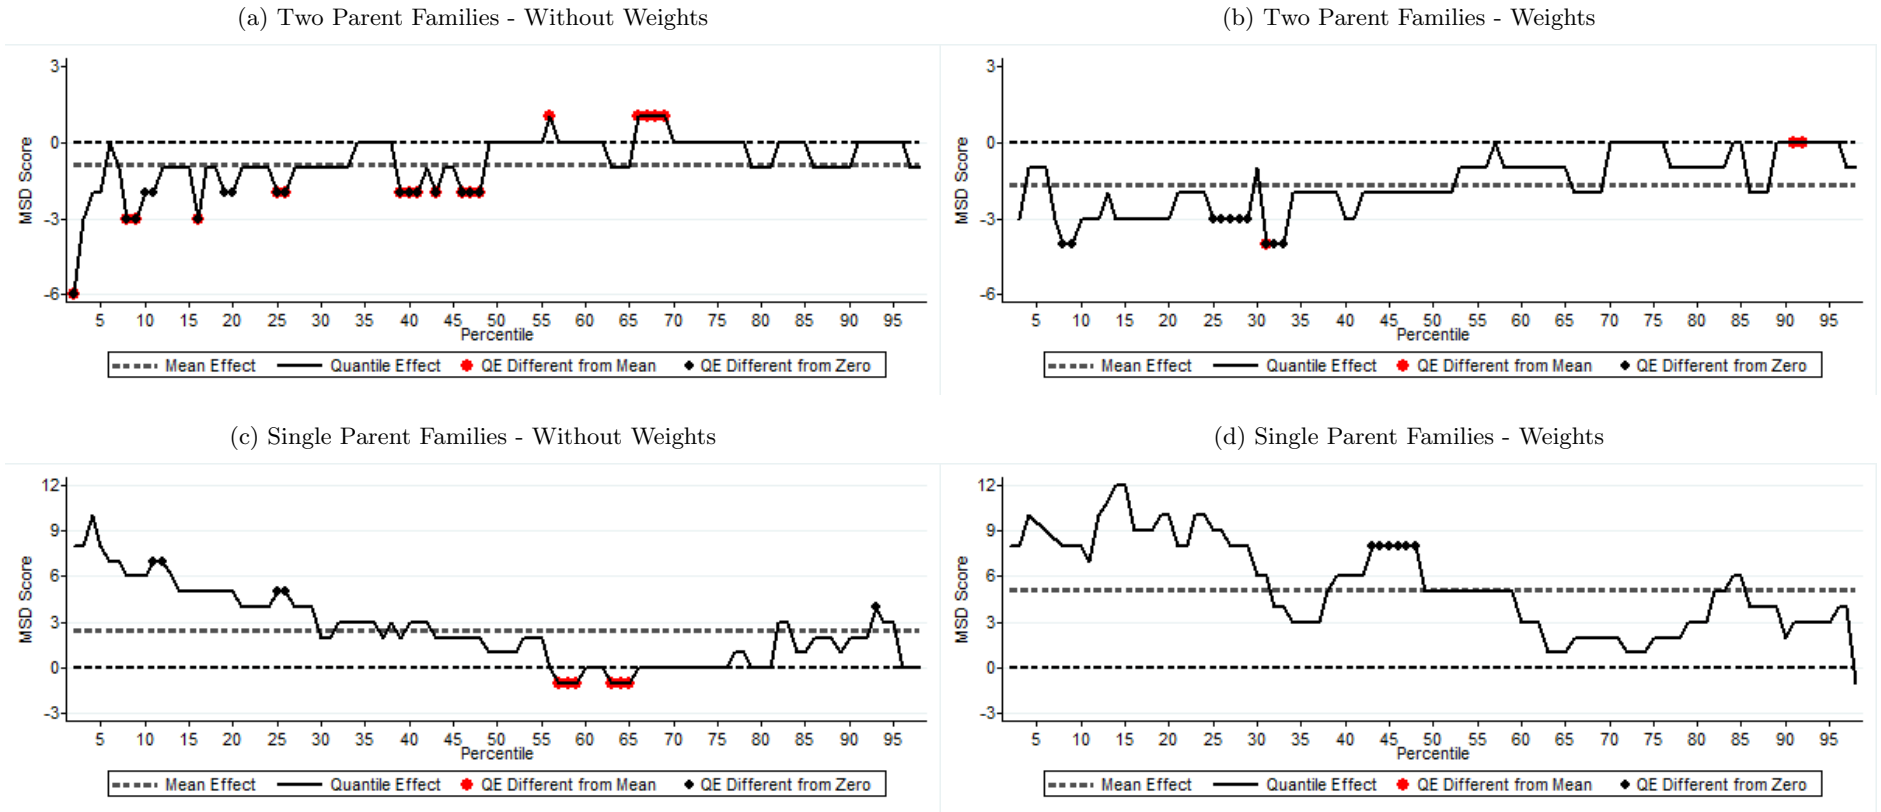 (a) Two Parent Families - Without Weights
3
0
-3
-6
MSD Score
5 10 15 20 25 30 35 40 45 50 55 60 65 70 75 80 85 90 95
Percentile
Mean Effect Quantile Effect QE Different from Mean QE Different from Zero
(b) Two Parent Families - Weights
3
0
-3
-6
MSD Score
5 10 15 20 25 30 35 40 45 50 55 60 65 70 75 80 85 90 95
Percentile
Mean Effect Quantile Effect QE Different from Mean QE Different from Zero
(c) Single Parent Families - Without Weights
12
9
6
3
0
-3
MSD Score
5 10 15 20 25 30 35 40 45 50 55 60 65 70 75 80 85 90 95
Percentile
Mean Effect Quantile Effect QE Different from Mean QE Different from Zero
(d) Single Parent Families - Weights
12
9
6
3
0
-3
MSD Score
5 10 15 20 25 30 35 40 45 50 55 60 65 70 75 80 85 90 95
Percentile
Mean Effect Quantile Effect QE Different from Mean QE Different from Zero